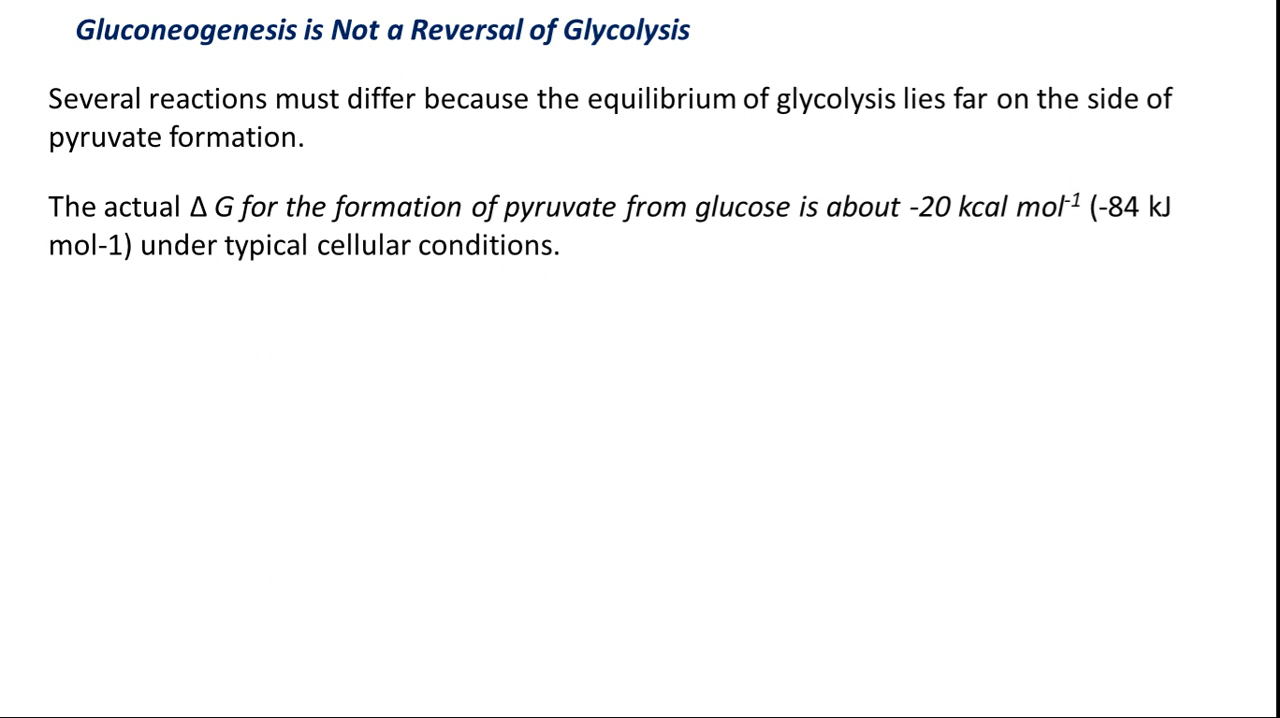 Gluconeogenesis is Not a Reversal of Glycolysis
Several reactions must differ because the equilibrium of glycolysis lies far on the side of
pyruvate formation.
The actual Δ G for the formation of pyruvate from glucose is about -20 kcal mol⁻¹ (-84 kJ
mol-1) under typical cellular conditions.